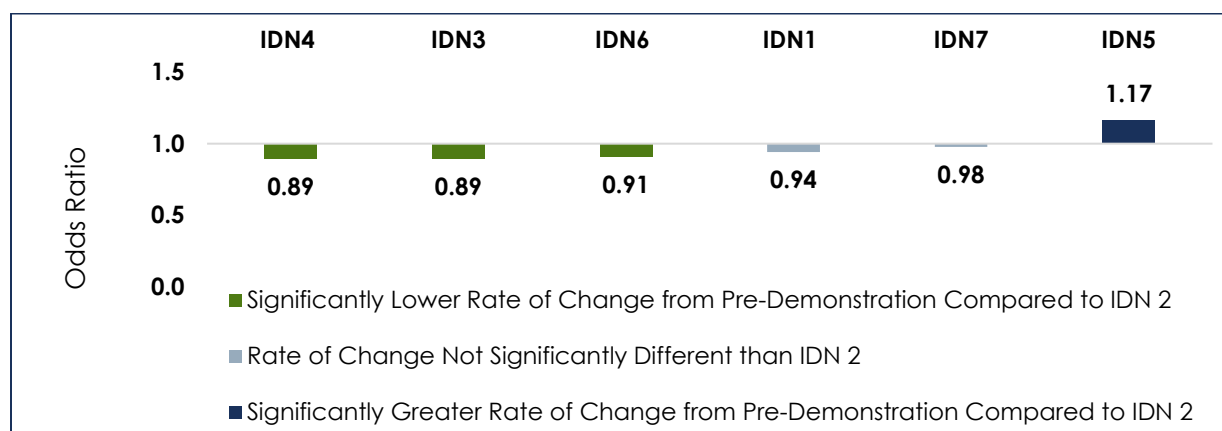 IDN4 IDN3 IDN6 IDN1 IDN7 IDN5
1.5
1.17
1.0
0.89 0.89 0.91 0.94 0.98
0.5
0.0
Odds Ratio
Significantly Lower Rate of Change from Pre-Demonstration Compared to IDN 2
Rate of Change Not Significantly Different than IDN 2
Significantly Greater Rate of Change from Pre-Demonstration Compared to IDN 2